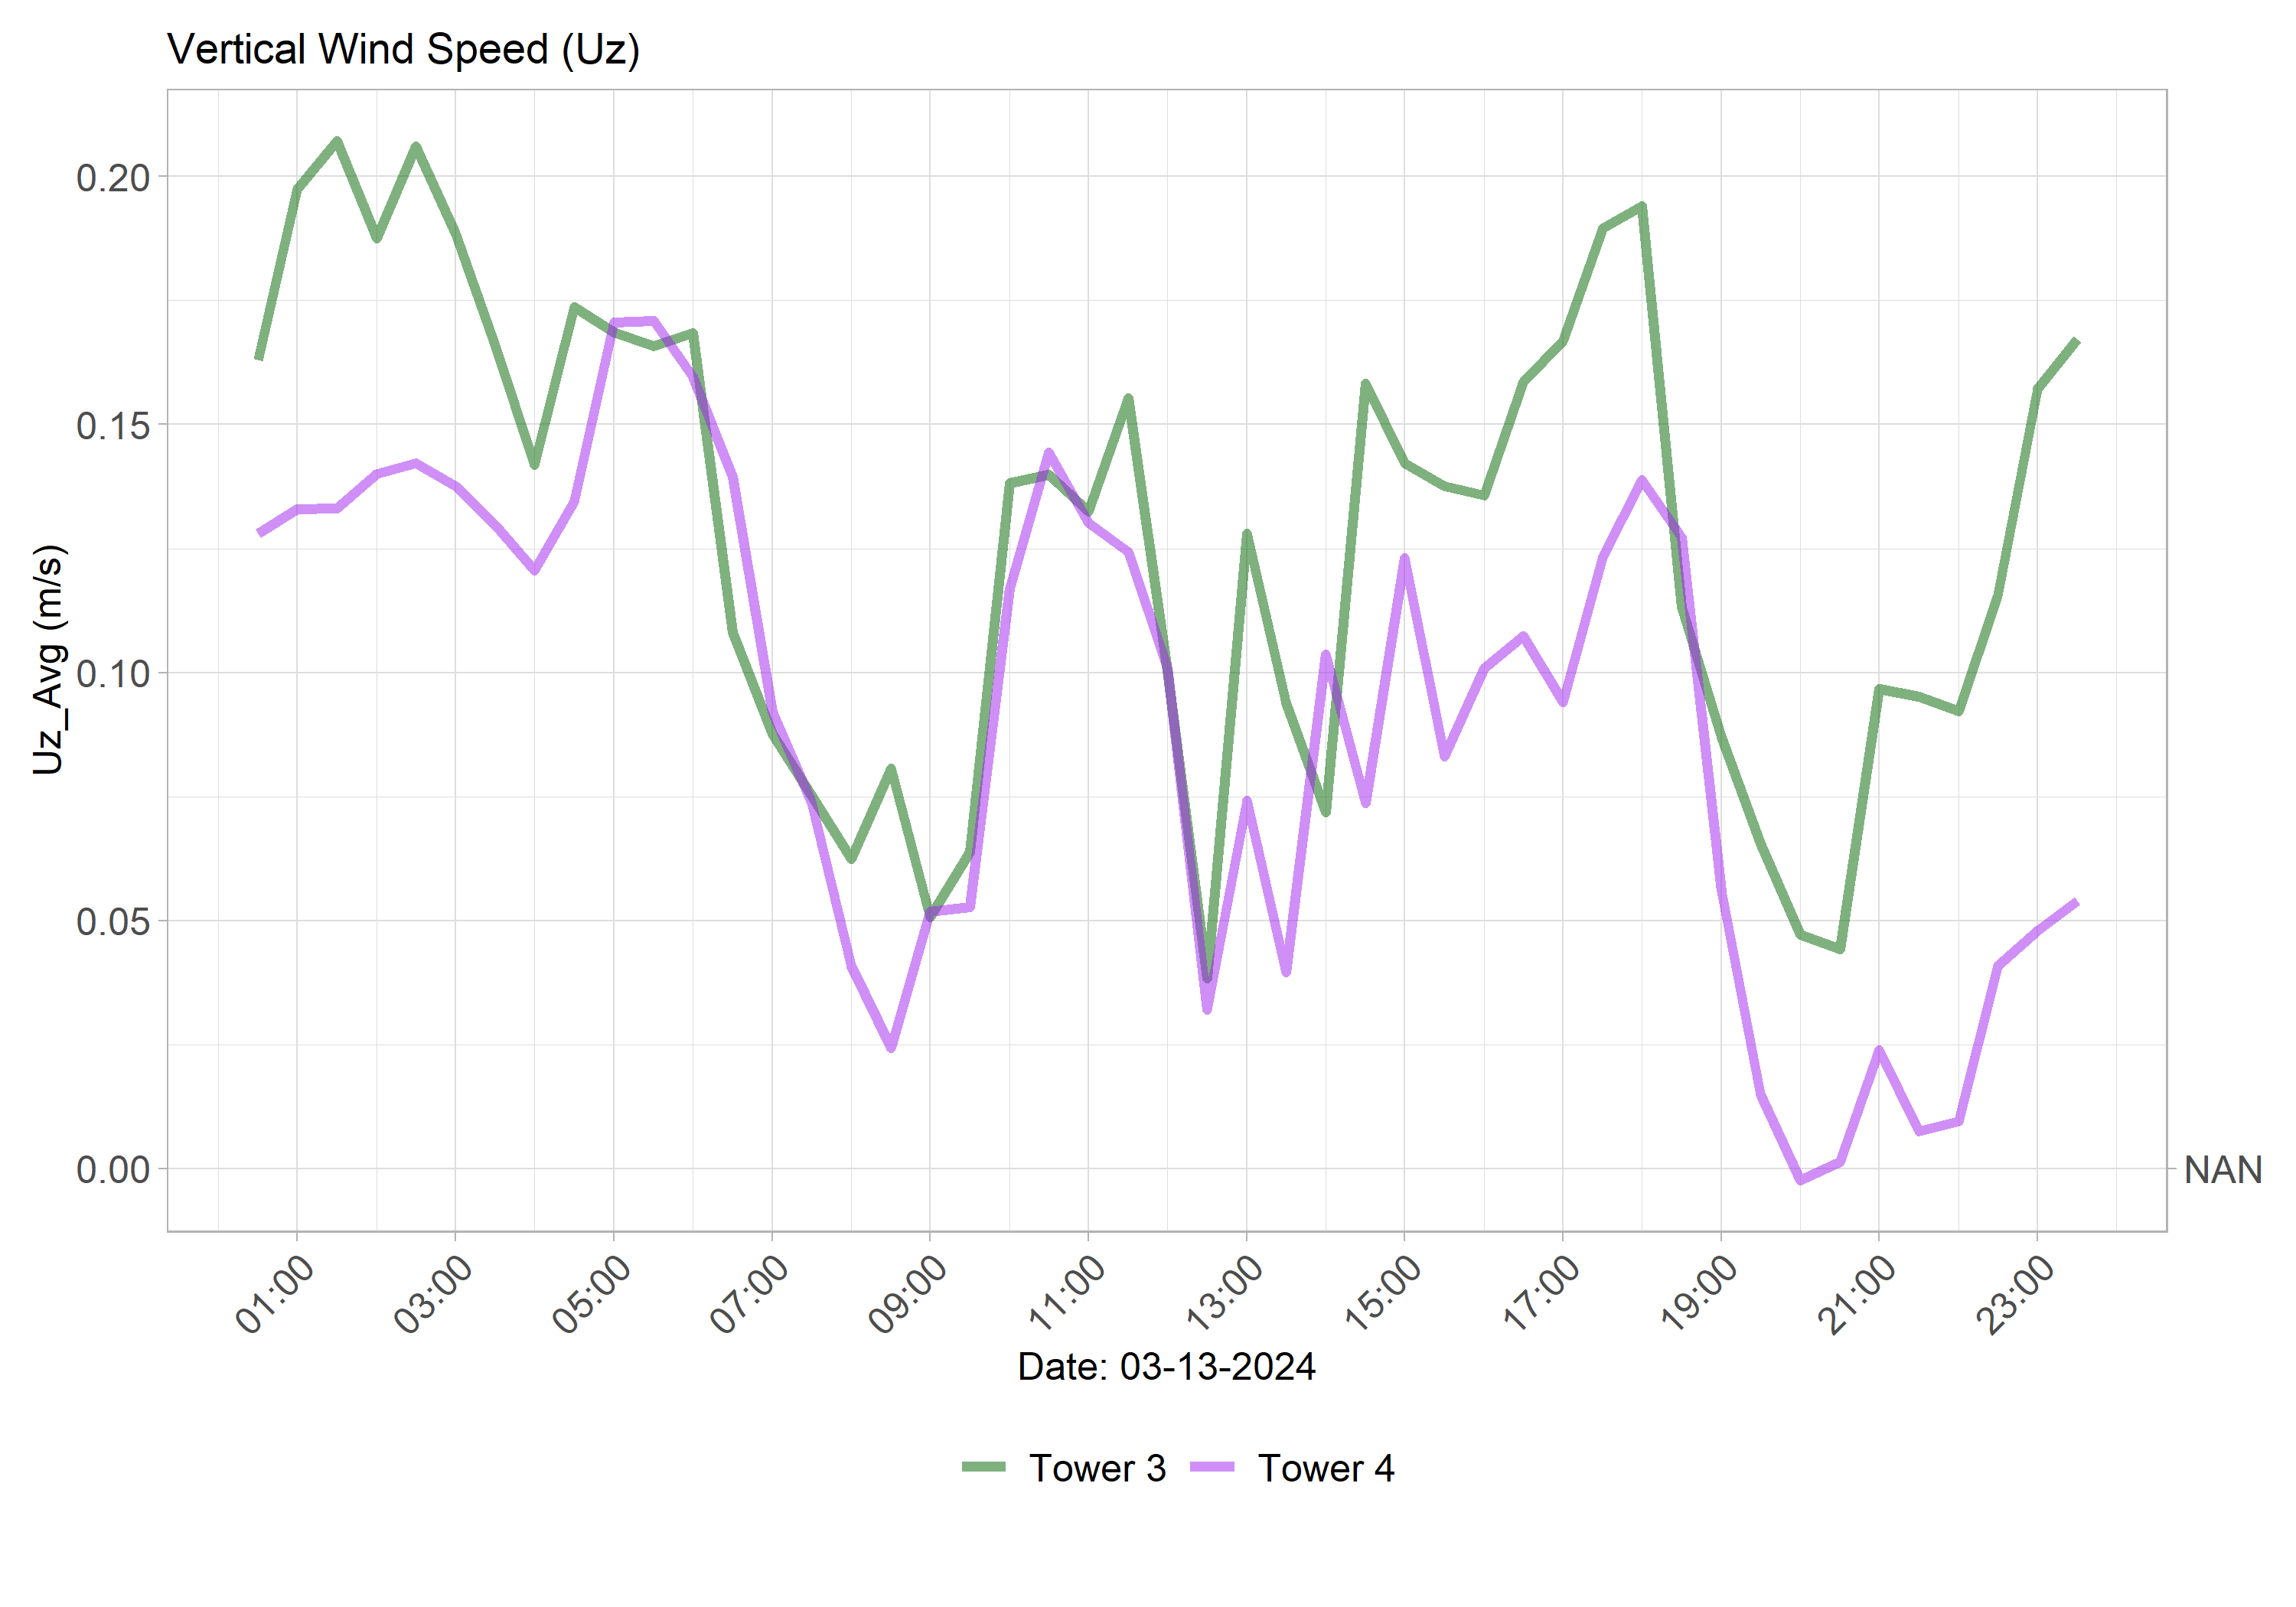 Vertical Wind Speed (Uz)
0.20
0.15
0.10
0.05
0.00
Uz_Avg (m/s)
NAN
01:00 03:00 05:00 07:00 09:00 11:00 13:00 15:00 17:00 19:00 21:00 23:00
Date: 03-13-2024
Tower 3 Tower 4